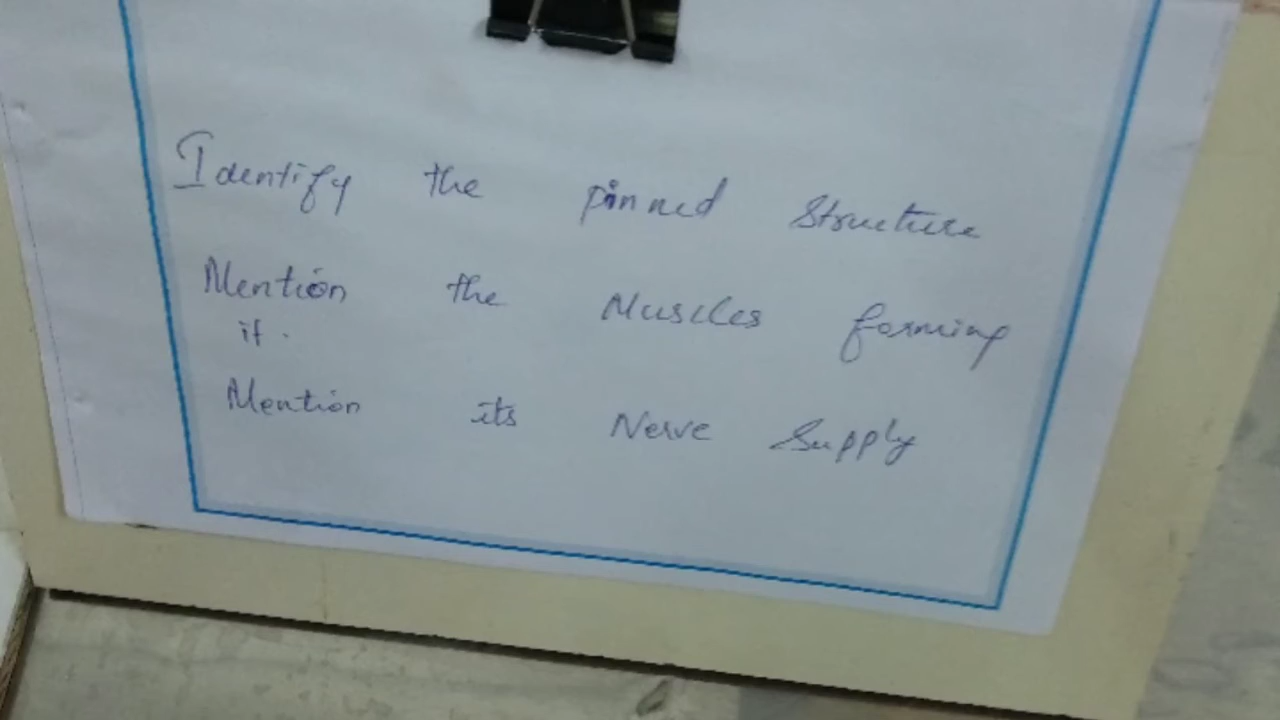 Identify the pinned structure
Mention the Muscles forming
it.
Mention its Nerve Supply